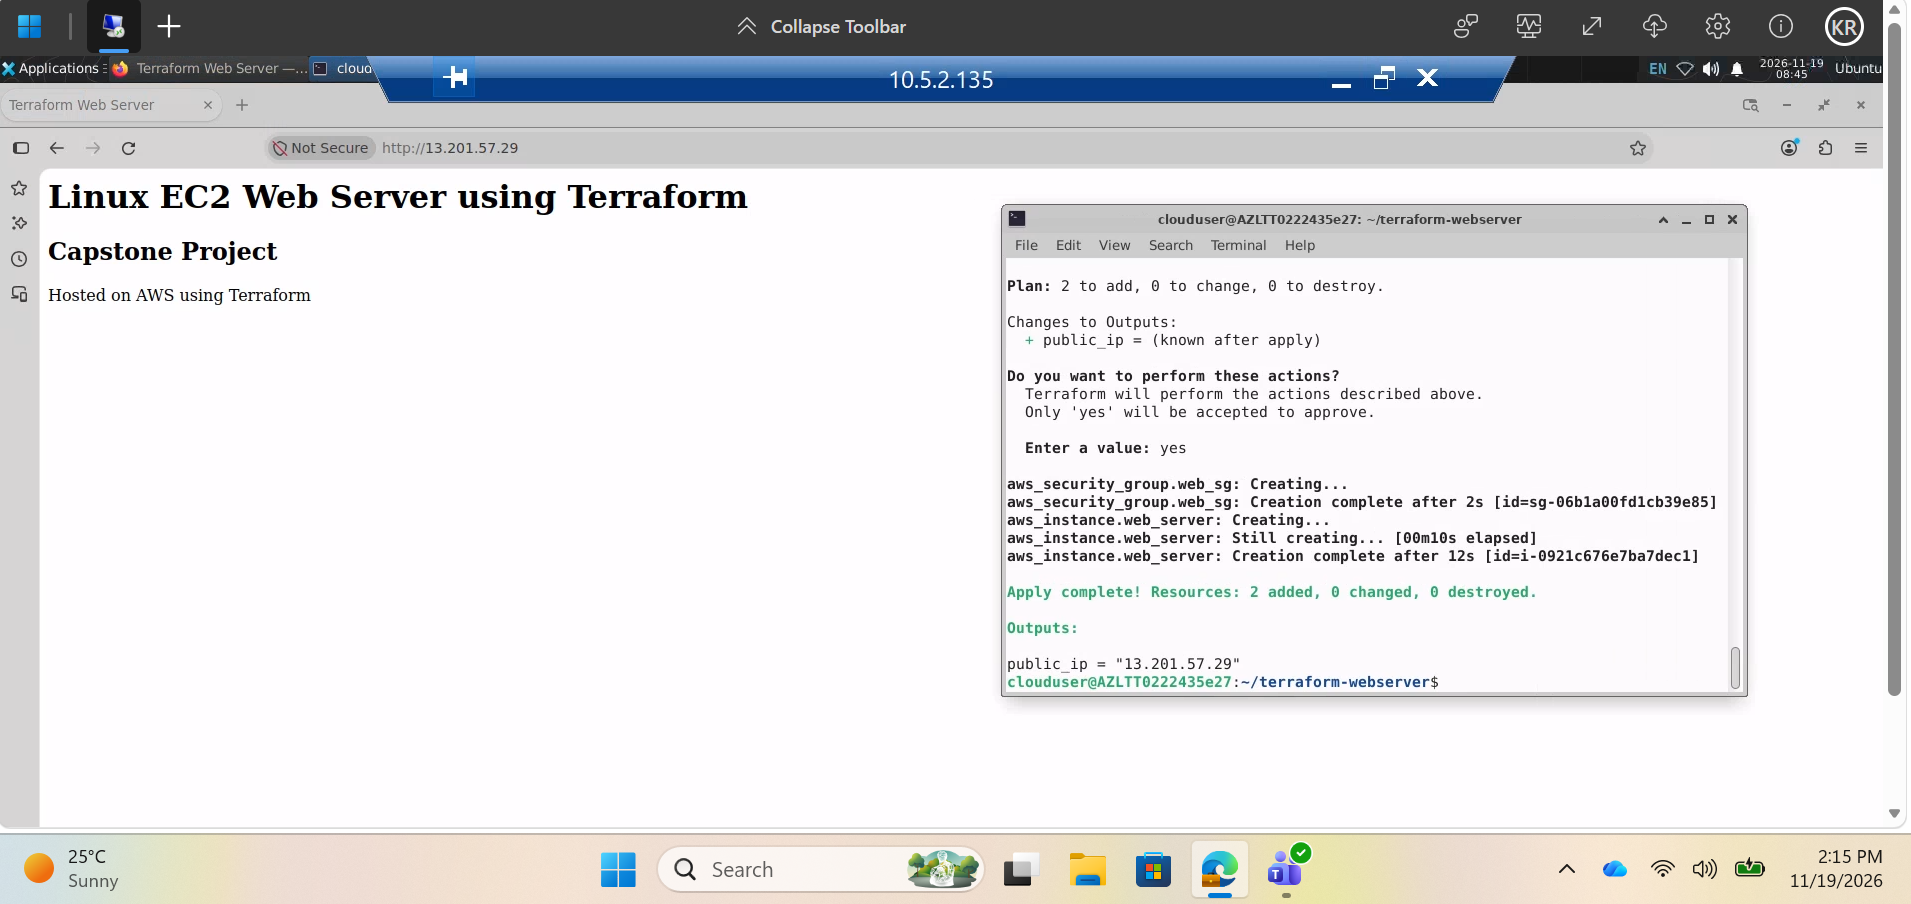 Collapse Toolbar
KR
Applications
Terraform Web Server —...
cloud
10.5.2.135
EN
2026-11-19
08:45
Ubuntu
Terraform Web Server
Not Secure
http://13.201.57.29
Linux EC2 Web Server using Terraform
Capstone Project
Hosted on AWS using Terraform
clouduser@AZLTT0222435e27: ~/terraform-webserver
File Edit View Search Terminal Help
Plan: 2 to add, 0 to change, 0 to destroy.
Changes to Outputs:
+ public_ip = (known after apply)
Do you want to perform these actions?
Terraform will perform the actions described above.
Only 'yes' will be accepted to approve.
Enter a value: yes
aws_security_group.web_sg: Creating...
aws_security_group.web_sg: Creation complete after 2s [id=sg-06b1a00fd1cb39e85]
aws_instance.web_server: Creating...
aws_instance.web_server: Still creating... [00m10s elapsed]
aws_instance.web_server: Creation complete after 12s [id=i-0921c676e7ba7dec1]
Apply complete! Resources: 2 added, 0 changed, 0 destroyed.
Outputs:
public_ip = "13.201.57.29"
clouduser@AZLTT0222435e27:~/terraform-webserver$
25°C
Sunny
Search
T
2:15 PM
11/19/2026